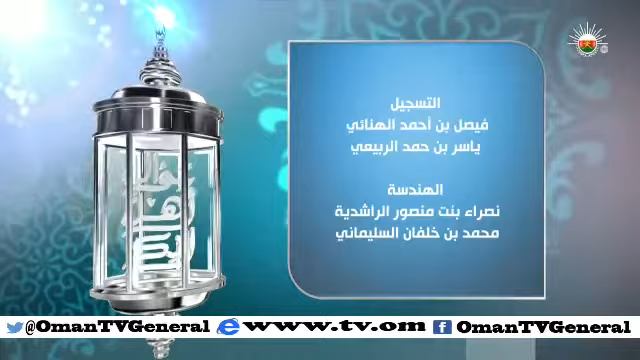 التسجيل
فيصل بن أحمد الهنائي
ياسر بن حمد الربيعي
الهندسة
نصراء بنت منصور الراشدية
محمد بن خلفان السليماني
@OmanTVGeneral www.tv.om OmanTVGeneral